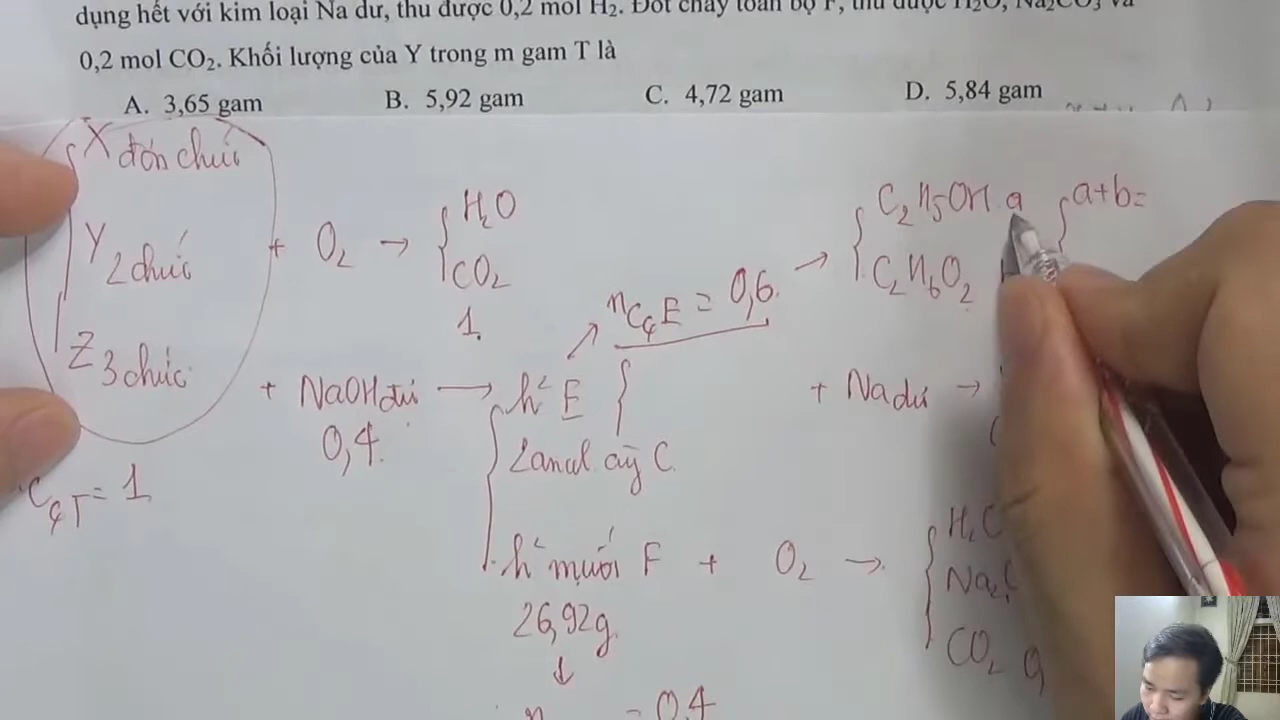 dụng hết với kim loại Na dư, thu được 0,2 mol H₂. Đốt cháy toàn bộ F, thu được H₂O, Na₂CO₃ và
0,2 mol CO₂. Khối lượng của Y trong m gam T là
A. 3,65 gam B. 5,92 gam C. 4,72 gam D. 5,84 gam
X đơn chức
Y 2 chức
Z 3 chức
+ O₂ →
H₂O
CO₂
1
nC ₍E₎ = 0,6 →
C₂H₅OH a
C₂H₆O₂
a+b=
+ NaOH đủ →
0,4
h² E
2 ancol cùng C
+ Na dư →
T = 1
h² muối F + O₂ →
26,92g
↓
= 0,4
Na₂
CO₂ 0,